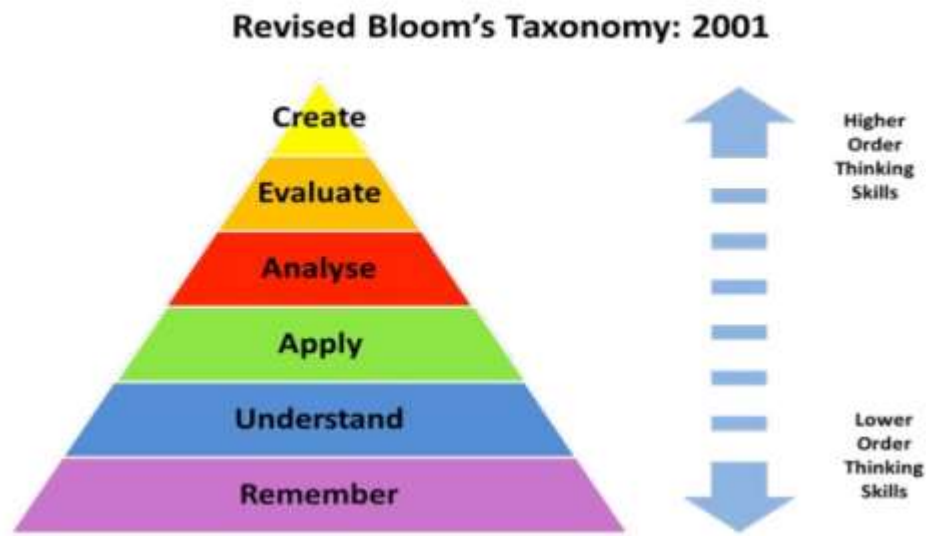 Revised Bloom's Taxonomy: 2001
Create
Evaluate
Analyse
Apply
Understand
Remember
Higher
Order
Thinking
Skills
Lower
Order
Thinking
Skills